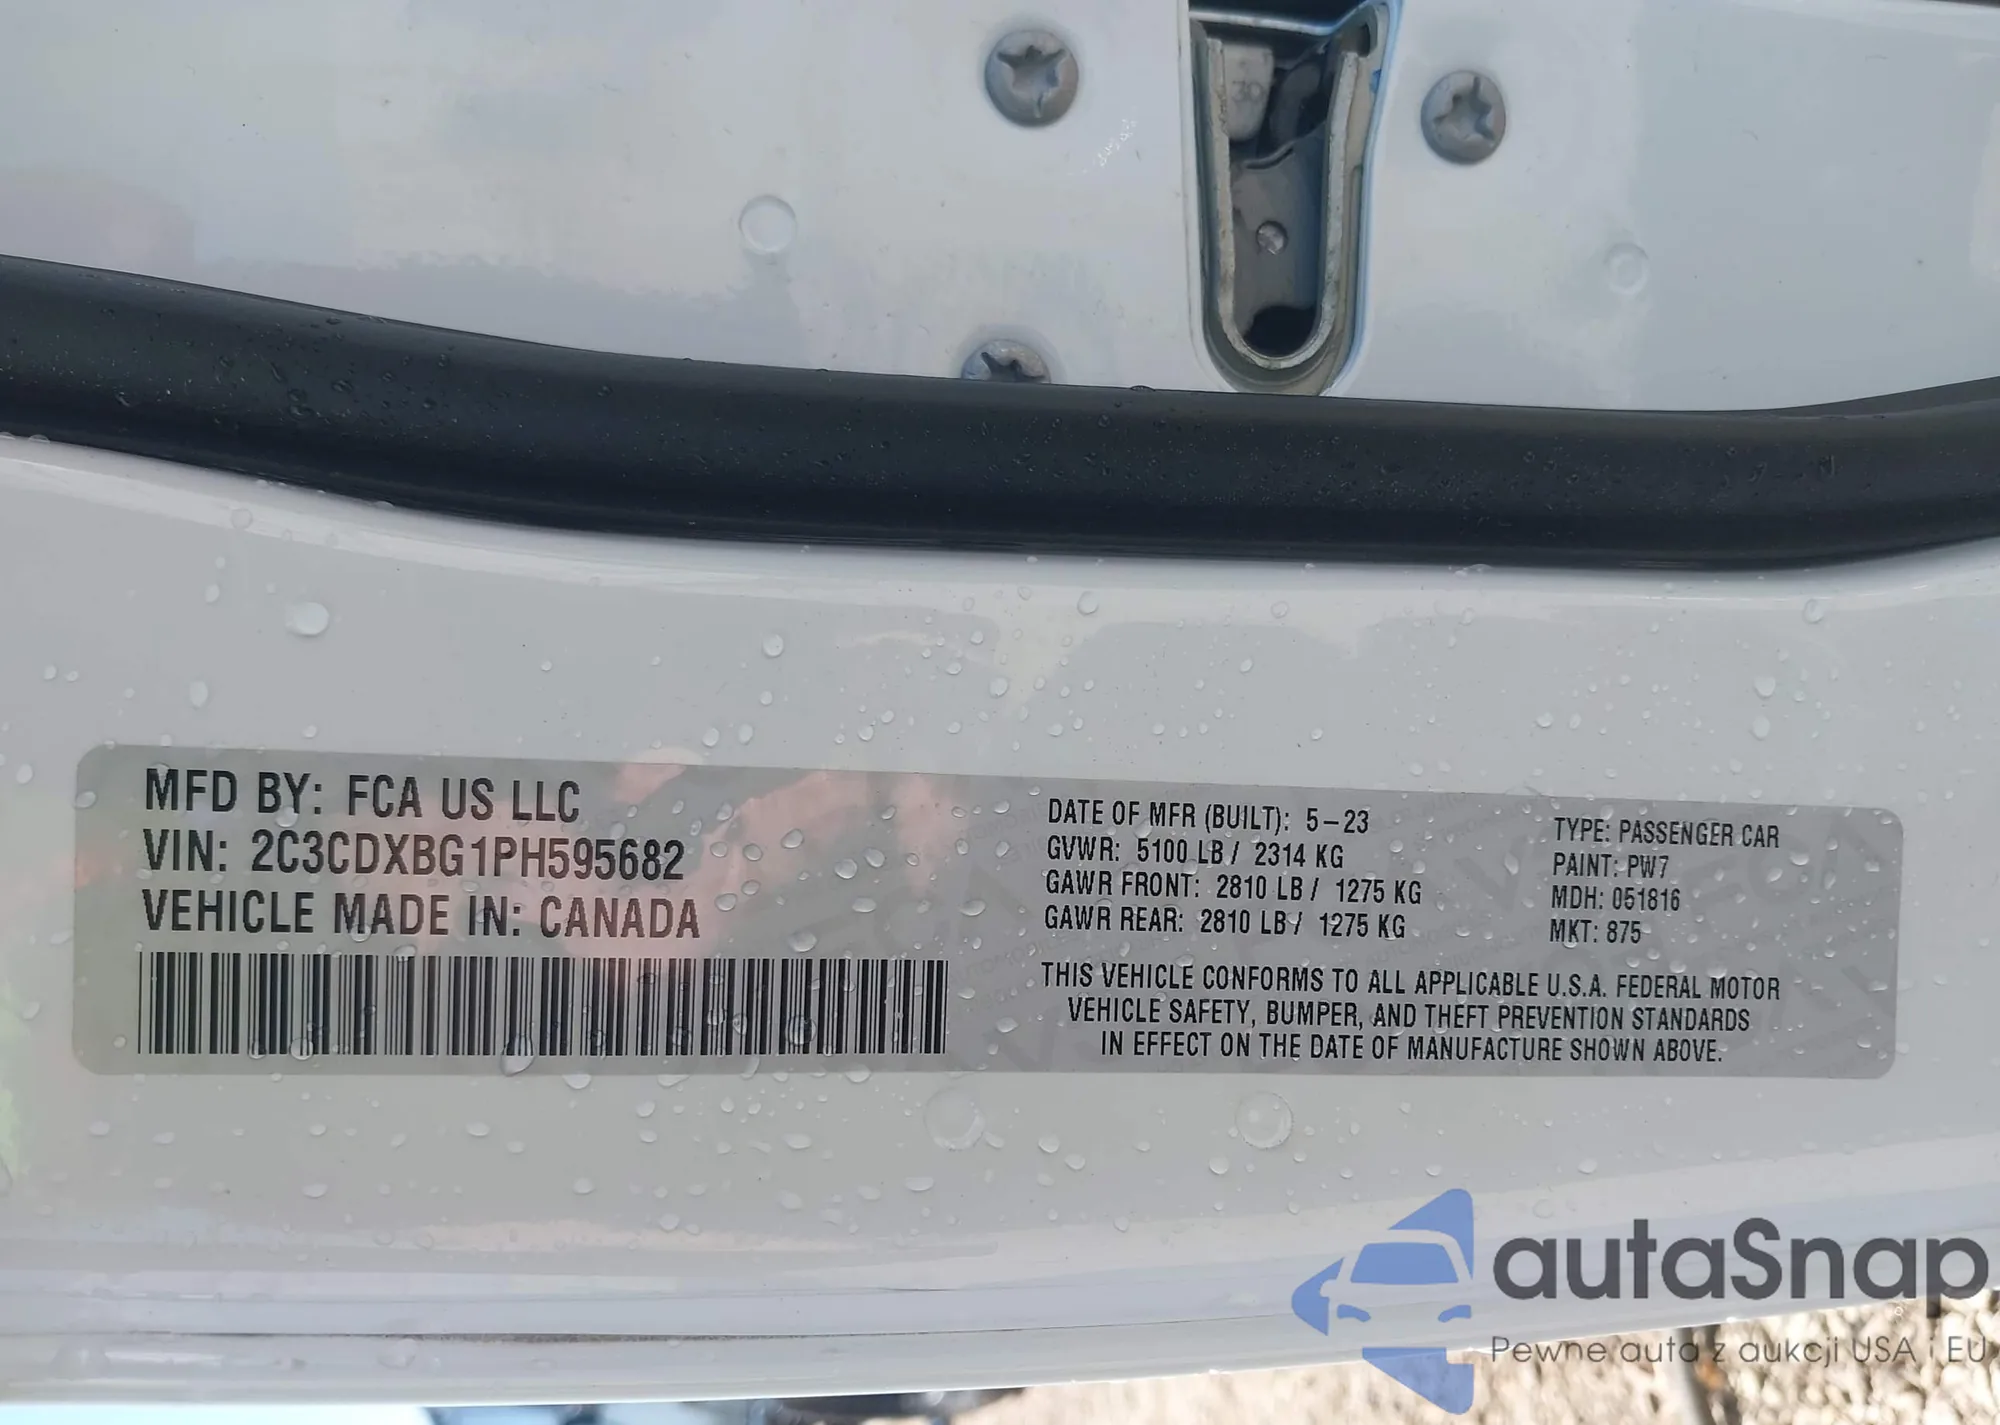 MFD BY: FCA US LLC
VIN: 2C3CDXBG1PH595682
VEHICLE MADE IN: CANADA
DATE OF MFR (BUILT): 5-23
GVWR: 5100 LB / 2314 KG
GAWR FRONT: 2810 LB / 1275 KG
GAWR REAR: 2810 LB / 1275 KG
TYPE: PASSENGER CAR
PAINT: PW7
MDH: 051816
MKT: 875
THIS VEHICLE CONFORMS TO ALL APPLICABLE U.S.A. FEDERAL MOTOR
VEHICLE SAFETY, BUMPER, AND THEFT PREVENTION STANDARDS
IN EFFECT ON THE DATE OF MANUFACTURE SHOWN ABOVE.
autaSnap
Pewne auta z aukcji USA i EU